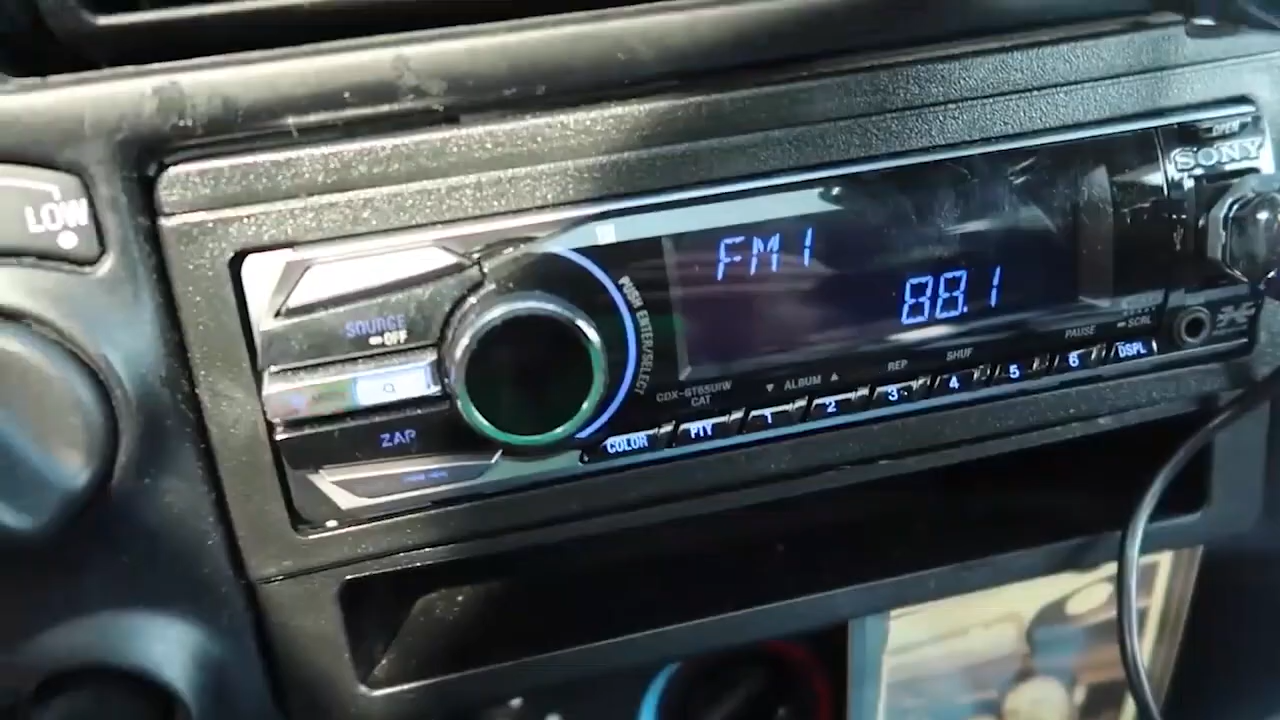 OPEN
SONY
LOW
FM1
88.1
PUSH ENTER/SELECT
SOURCE
OFF
ZAP
CDX-GT65UIW
CAT
ALBUM
REP
SHUF
PAUSE
SCRL
COLOR
PTY
1
2
3
4
5
6
DSPL